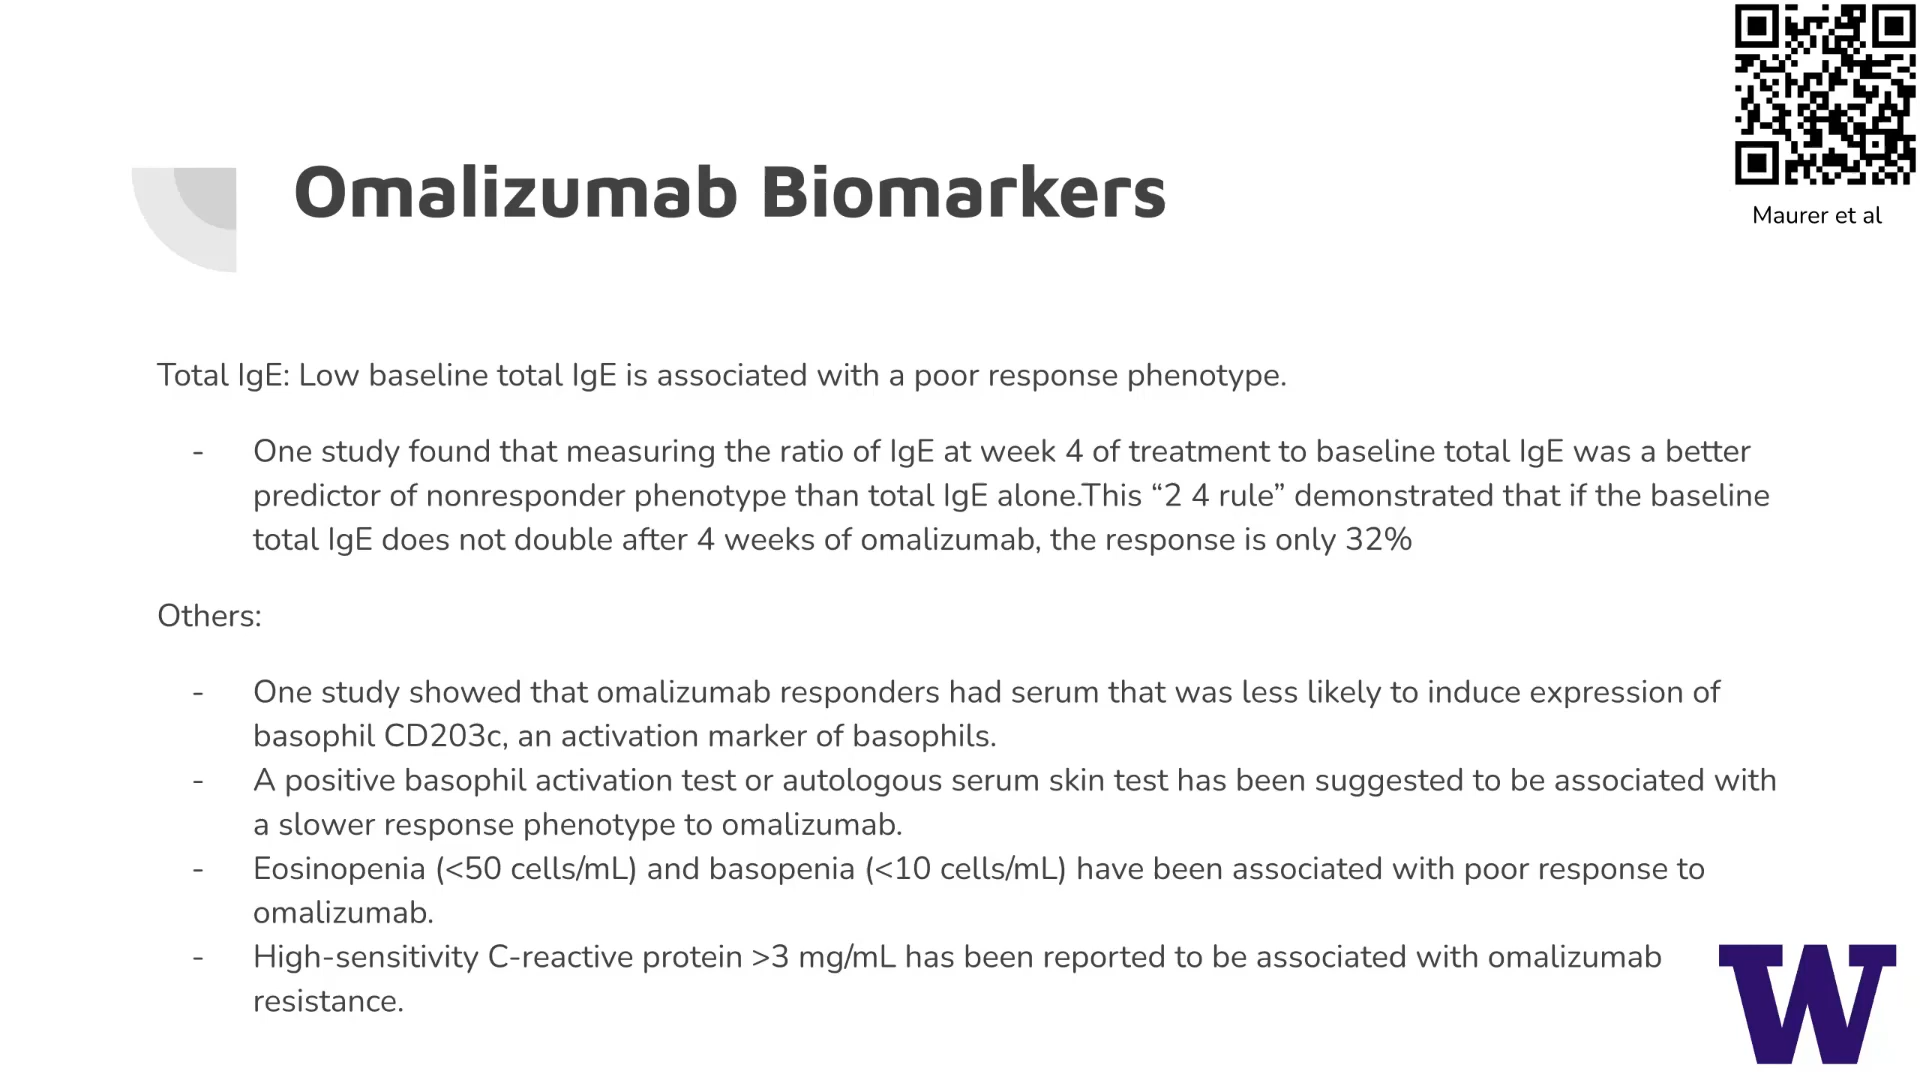 Omalizumab Biomarkers
Maurer et al
Total IgE: Low baseline total IgE is associated with a poor response phenotype.
- One study found that measuring the ratio of IgE at week 4 of treatment to baseline total IgE was a better
predictor of nonresponder phenotype than total IgE alone.This “2 4 rule” demonstrated that if the baseline
total IgE does not double after 4 weeks of omalizumab, the response is only 32%
Others:
- One study showed that omalizumab responders had serum that was less likely to induce expression of
basophil CD203c, an activation marker of basophils.
- A positive basophil activation test or autologous serum skin test has been suggested to be associated with
a slower response phenotype to omalizumab.
- Eosinopenia (<50 cells/mL) and basopenia (<10 cells/mL) have been associated with poor response to
omalizumab.
- High-sensitivity C-reactive protein >3 mg/mL has been reported to be associated with omalizumab
resistance.
W